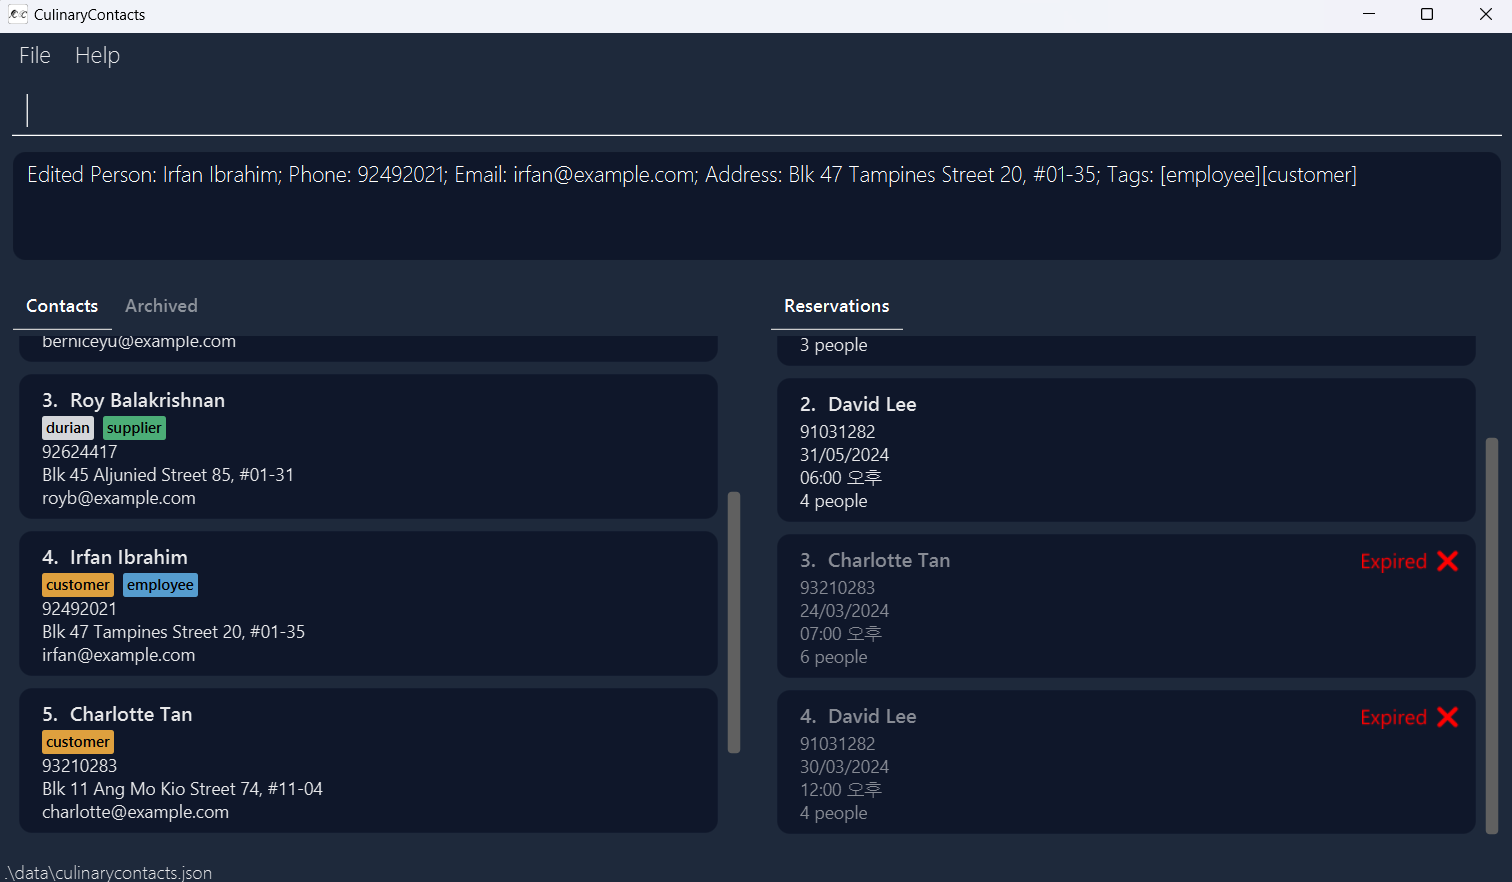 CulinaryContacts
File Help
Edited Person: Irfan Ibrahim; Phone: 92492021; Email: irfan@example.com; Address: Blk 47 Tampines Street 20, #01-35; Tags: [employee][customer]
Contacts Archived
berniceyu@example.com
3. Roy Balakrishnan
durian supplier
92624417
Blk 45 Aljunied Street 85, #01-31
royb@example.com
4. Irfan Ibrahim
customer employee
92492021
Blk 47 Tampines Street 20, #01-35
irfan@example.com
5. Charlotte Tan
customer
93210283
Blk 11 Ang Mo Kio Street 74, #11-04
charlotte@example.com
Reservations
3 people
2. David Lee
91031282
31/05/2024
06:00 오후
4 people
3. Charlotte Tan
Expired
93210283
24/03/2024
07:00 오후
6 people
4. David Lee
Expired
91031282
30/03/2024
12:00 오후
4 people
.\data\culinarycontacts.json